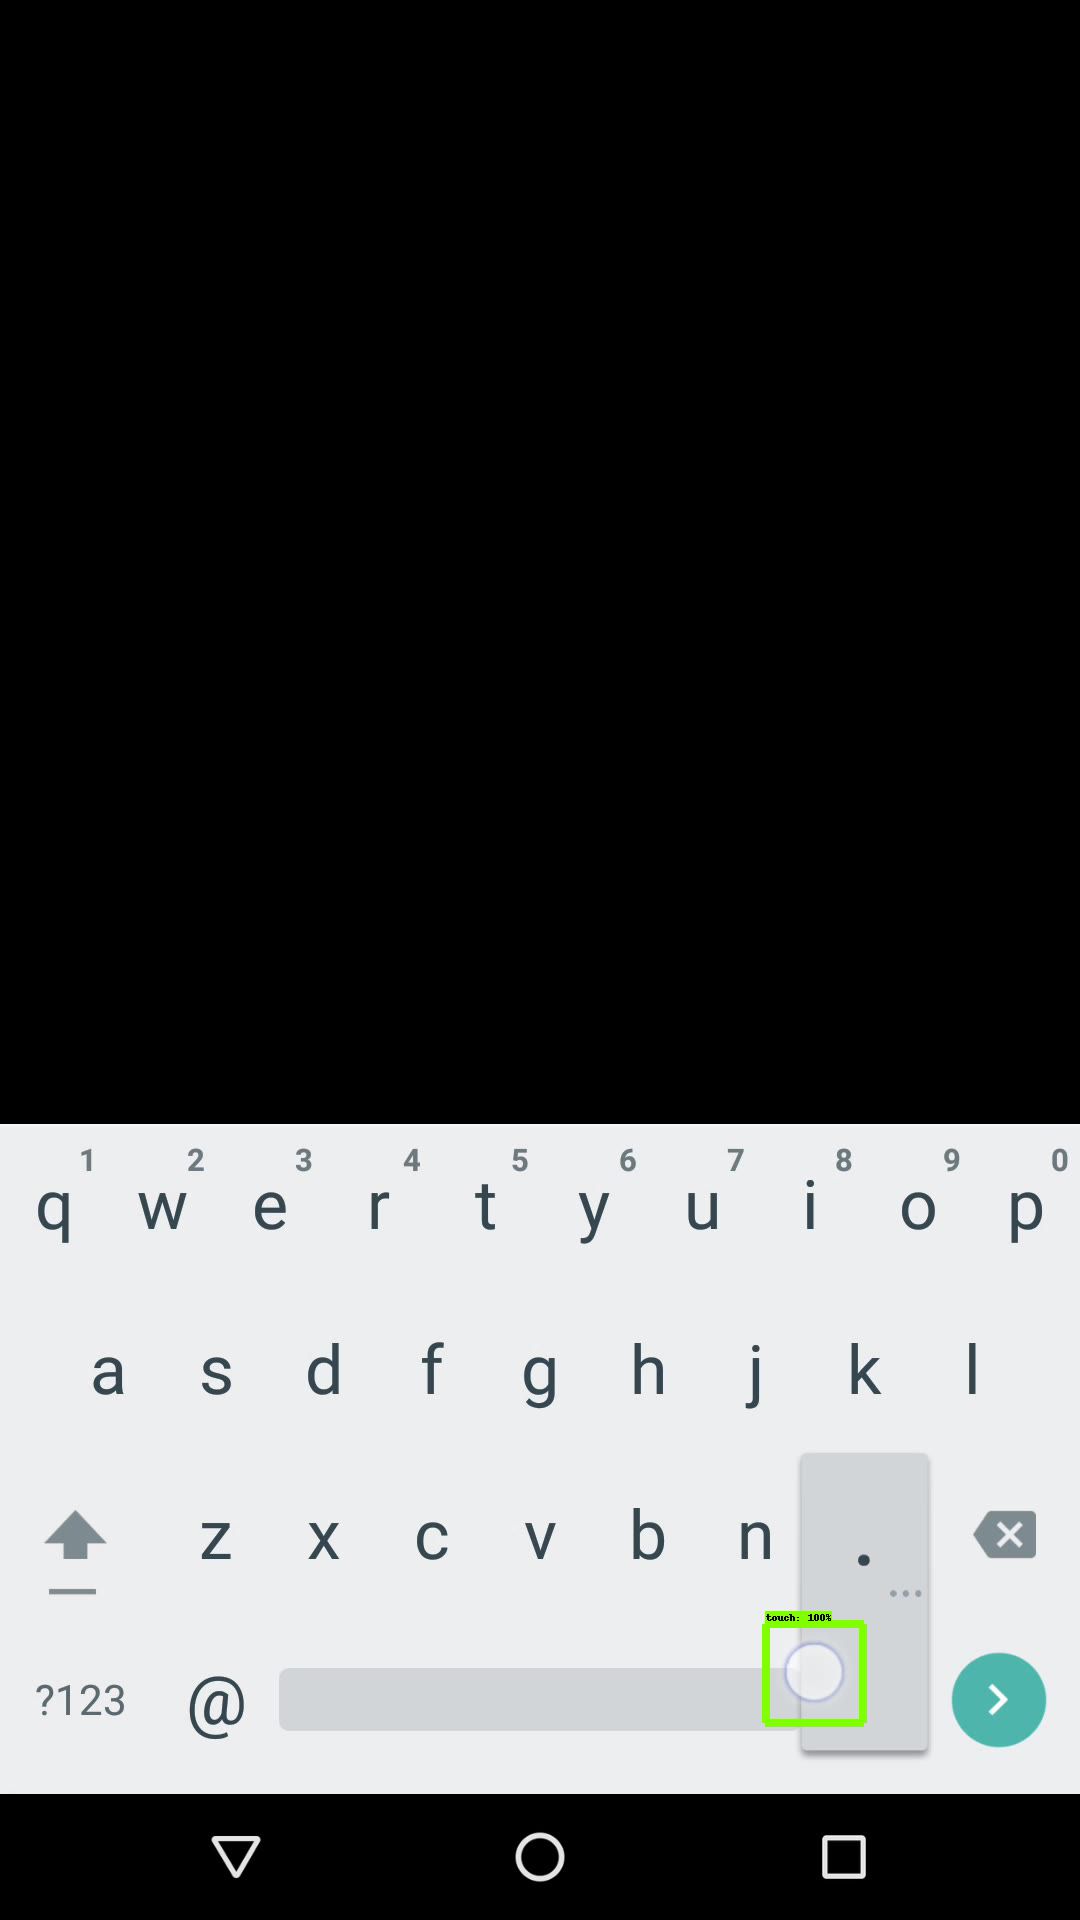 1 2 3 4 5 6 7 8 9 0
q w e r t y u i o p
a s d f g h j k l
z x c v b n .
...
touch: 100%
?123 @